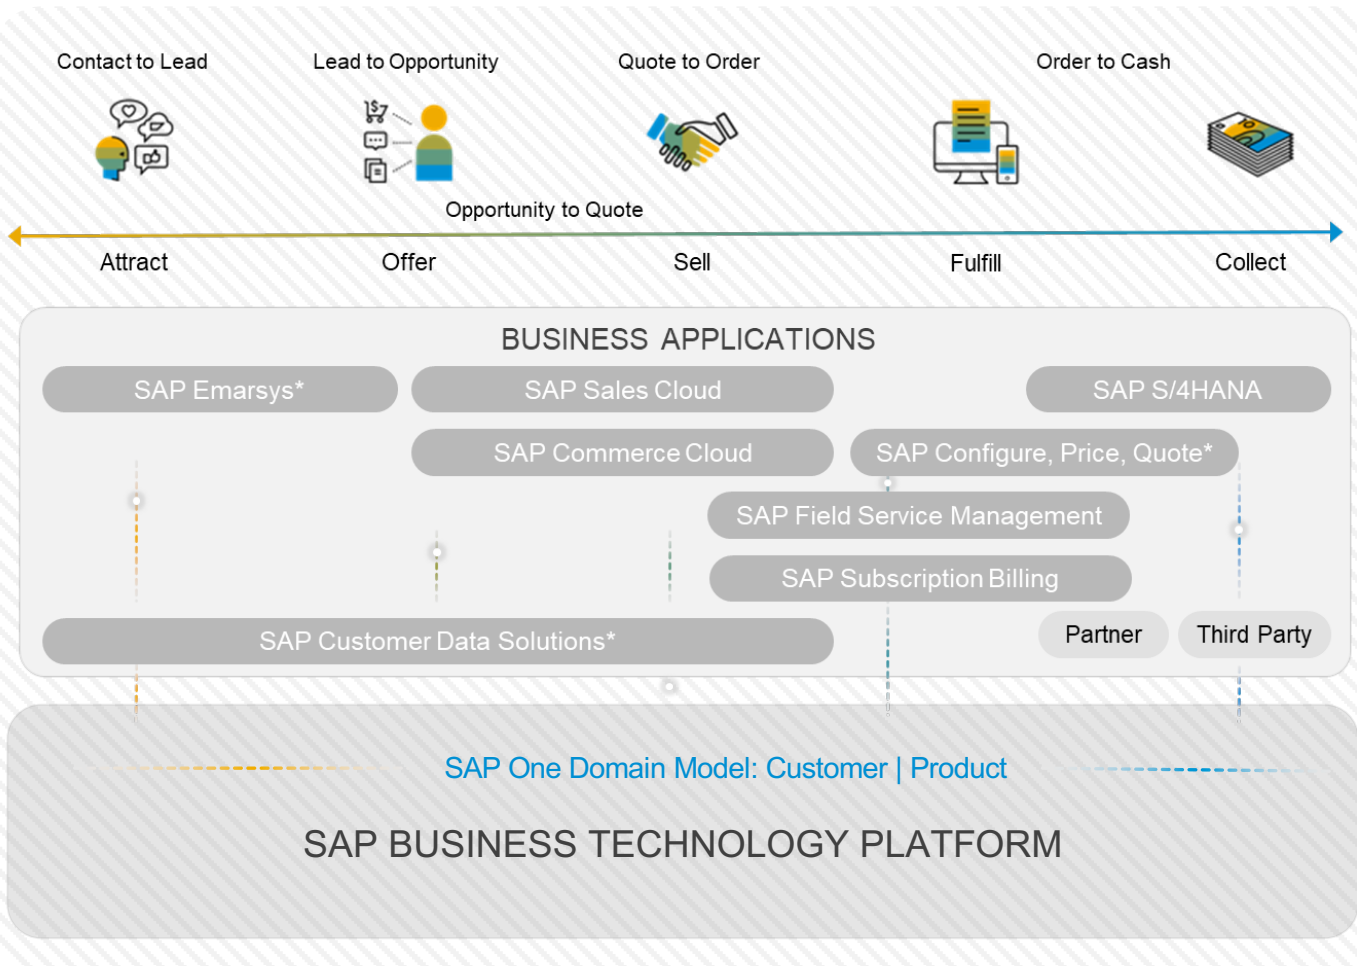 Contact to Lead
Lead to Opportunity
Quote to Order
Order to Cash
Opportunity to Quote
Attract
Offer
Sell
Fulfill
Collect
BUSINESS APPLICATIONS
SAP Emarsys*
SAP Sales Cloud
SAP S/4HANA
SAP Commerce Cloud
SAP Configure, Price, Quote*
SAP Field Service Management
SAP Subscription Billing
SAP Customer Data Solutions*
Partner
Third Party
SAP One Domain Model: Customer | Product
SAP BUSINESS TECHNOLOGY PLATFORM